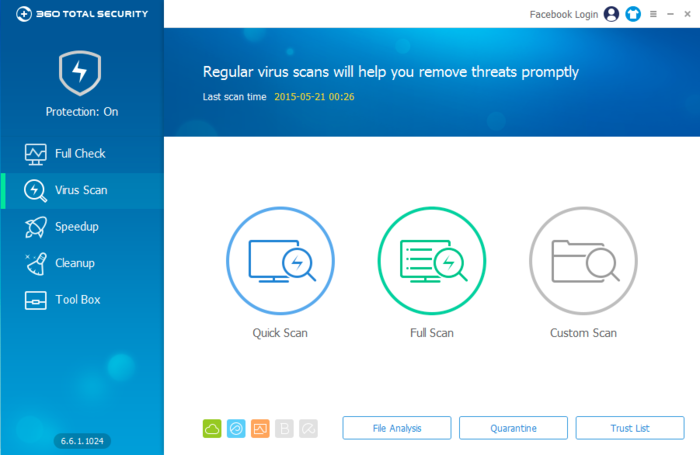 360 TOTAL SECURITY
Facebook Login
Protection: On
Full Check
Virus Scan
Speedup
Cleanup
Tool Box
6.6.1.1024
Regular virus scans will help you remove threats promptly
Last scan time 2015-05-21 00:26
Quick Scan
Full Scan
Custom Scan
B
File Analysis
Quarantine
Trust List